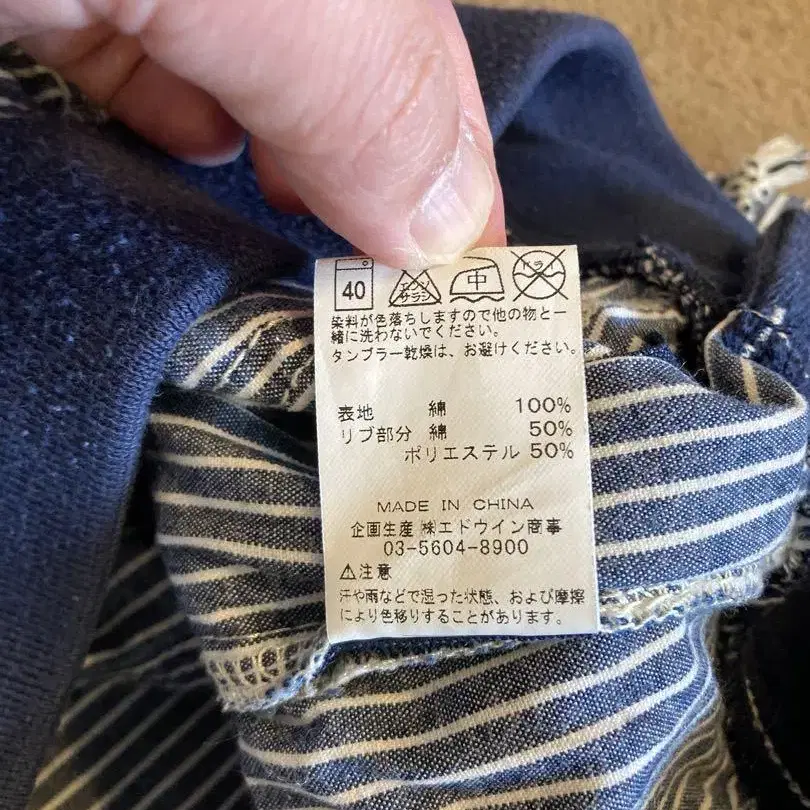 40 エンソサラシ 中 ドライ
染料が色落ちしますので他の物と一
緒に洗わないでください。
タンブラー乾燥は、お避けください。
表地 綿 100%
リブ部分 綿 50%
ポリエステル 50%
MADE IN CHINA
企画生産 ㈱エドウイン商事
03-5604-8900
⚠注意
汗や雨などで湿った状態、および摩擦
により色移りすることがあります。